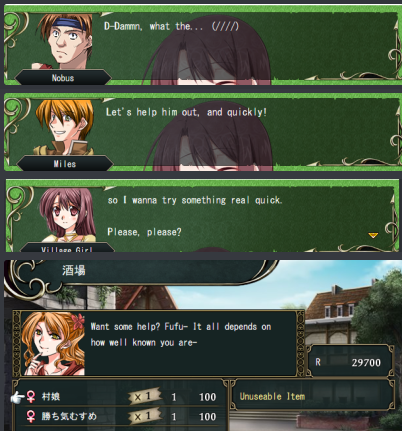 D-Dammn, what the... (////)
Nobus
Let's help him out, and quickly!
Miles
so I wanna try something real quick.
Please, please?
Village Girl
酒場
Want some help? Fufu- It all depends on
how well known you are-
R 29700
村娘 x1 1 100
Unuseable Item
勝ち気むすめ x1 1 100